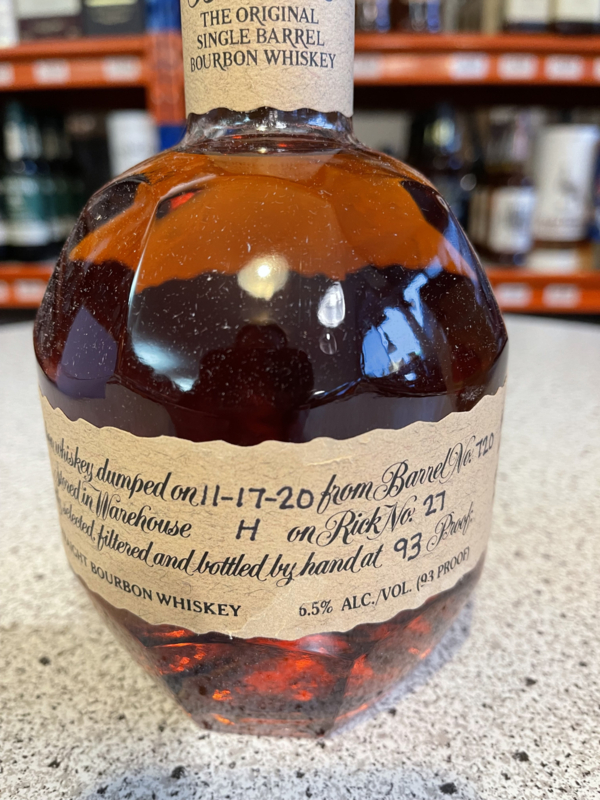 THE ORIGINAL
SINGLE BARREL
BOURBON WHISKEY
whiskey dumped on 11-17-20 from Barrel No. 720
in Warehouse H on Rick No. 27
selected, filtered and bottled by hand at 93 Proof.
BOURBON WHISKEY 6.5% ALC./VOL. (93 PROOF)